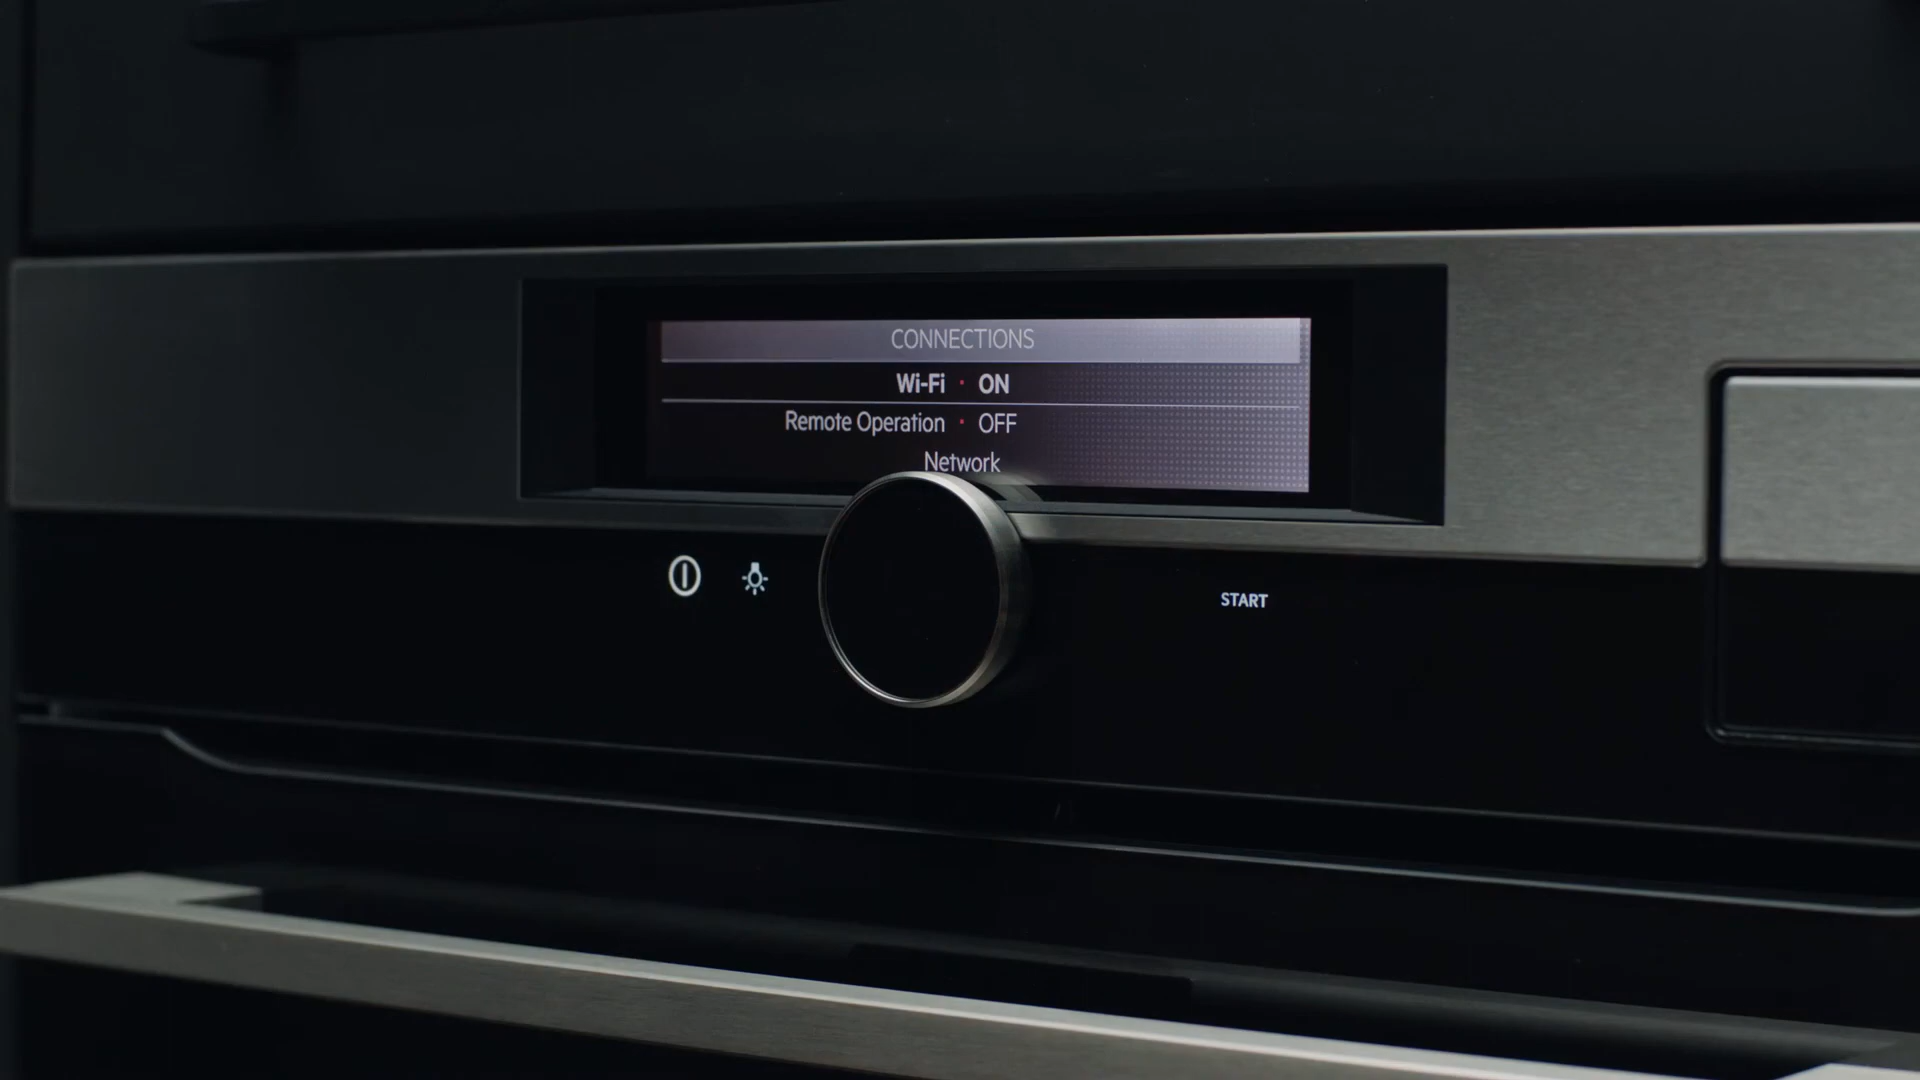 CONNECTIONS
Wi-Fi · ON
Remote Operation · OFF
Network
START